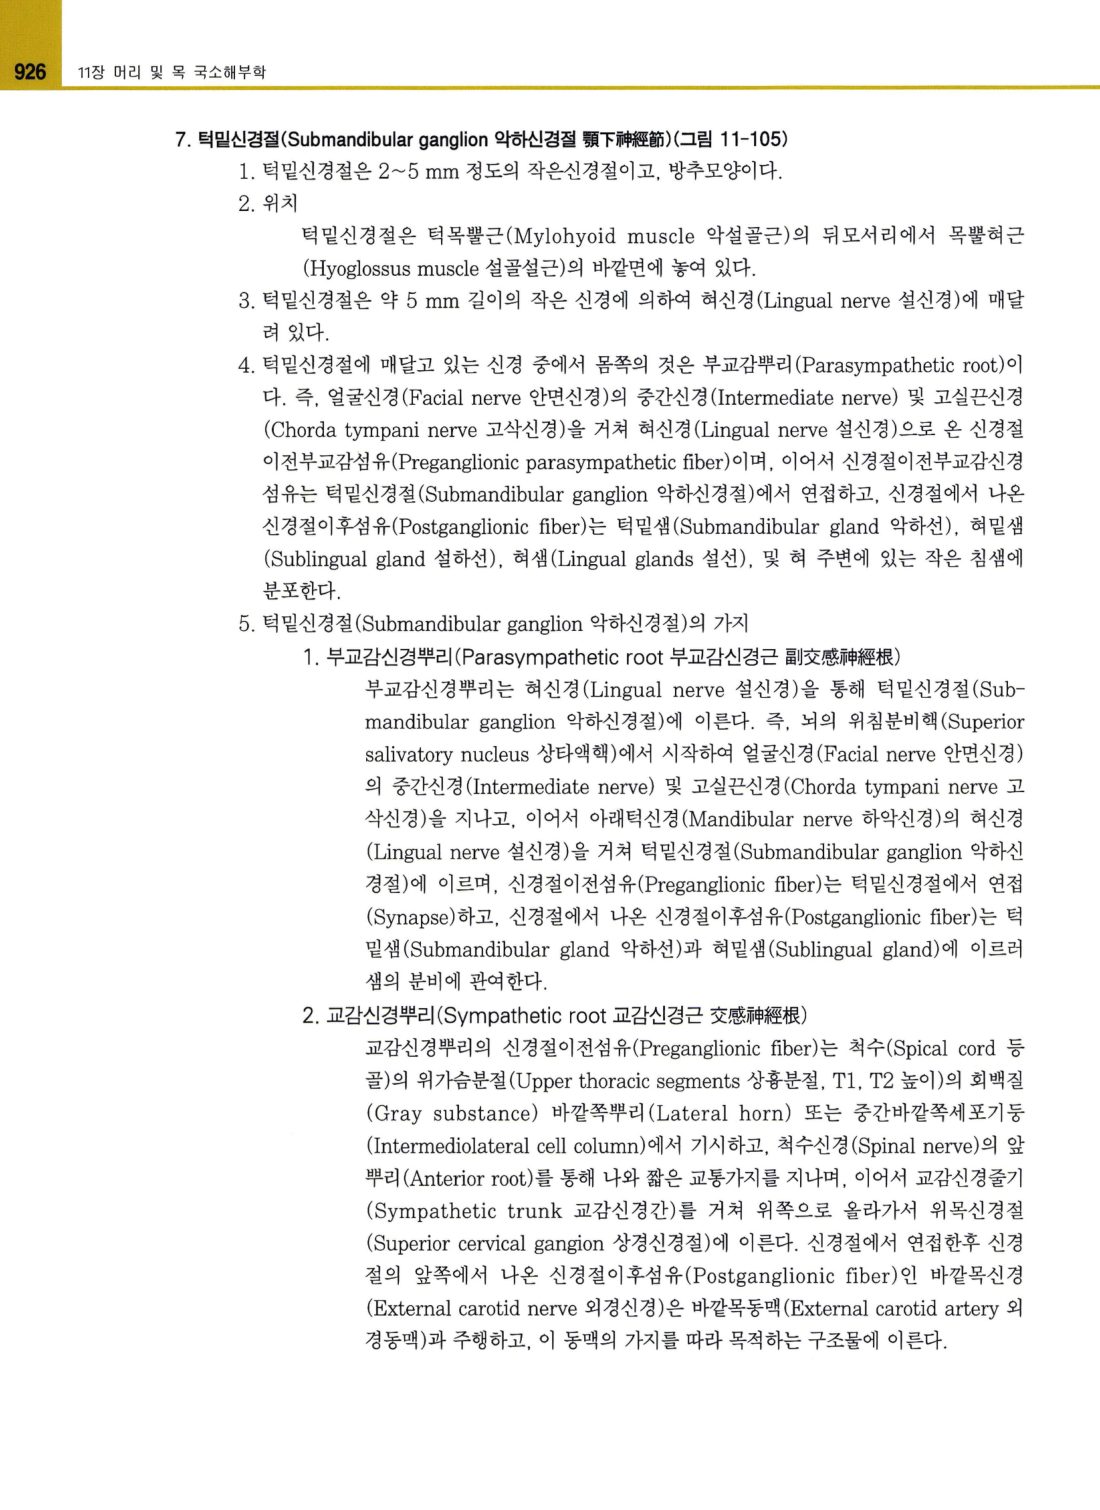 926 11장 머리 및 목 국소해부학
7. 턱밑신경절(Submandibular ganglion 악하신경절 顎下神經節)(그림 11-105)
1. 턱밑신경절은 2~5 mm 정도의 작은신경절이고, 방추모양이다.
2. 위치
턱밑신경절은 턱목뿔근(Mylohyoid muscle 악설골근)의 뒤모서리에서 목뿔혀근
(Hyoglossus muscle 설골설근)의 바깥면에 놓여 있다.
3. 턱밑신경절은 약 5 mm 길이의 작은 신경에 의하여 혀신경(Lingual nerve 설신경)에 매달
려 있다.
4. 턱밑신경절에 매달고 있는 신경 중에서 몸쪽의 것은 부교감뿌리(Parasympathetic root)이
다. 즉, 얼굴신경(Facial nerve 안면신경)의 중간신경(Intermediate nerve) 및 고실끈신경
(Chorda tympani nerve 고삭신경)을 거쳐 혀신경(Lingual nerve 설신경)으로 온 신경절
이전부교감섬유(Preganglionic parasympathetic fiber)이며, 이어서 신경절이전부교감신경
섬유는 턱밑신경절(Submandibular ganglion 악하신경절)에서 연접하고, 신경절에서 나온
신경절이후섬유(Postganglionic fiber)는 턱밑샘(Submandibular gland 악하선), 혀밑샘
(Sublingual gland 설하선), 혀샘(Lingual glands 설선), 및 혀 주변에 있는 작은 침샘에
분포한다.
5. 턱밑신경절(Submandibular ganglion 악하신경절)의 가지
1. 부교감신경뿌리(Parasympathetic root 부교감신경근 副交感神經根)
부교감신경뿌리는 혀신경(Lingual nerve 설신경)을 통해 턱밑신경절(Sub-
mandibular ganglion 악하신경절)에 이른다. 즉, 뇌의 위침분비핵(Superior
salivatory nucleus 상타액핵)에서 시작하여 얼굴신경(Facial nerve 안면신경)
의 중간신경(Intermediate nerve) 및 고실끈신경(Chorda tympani nerve 고
삭신경)을 지나고, 이어서 아래턱신경(Mandibular nerve 하악신경)의 혀신경
(Lingual nerve 설신경)을 거쳐 턱밑신경절(Submandibular ganglion 악하신
경절)에 이르며, 신경절이전섬유(Preganglionic fiber)는 턱밑신경절에서 연접
(Synapse)하고, 신경절에서 나온 신경절이후섬유(Postganglionic fiber)는 턱
밑샘(Submandibular gland 악하선)과 혀밑샘(Sublingual gland)에 이르러
샘의 분비에 관여한다.
2. 교감신경뿌리(Sympathetic root 교감신경근 交感神經根)
교감신경뿌리의 신경절이전섬유(Preganglionic fiber)는 척수(Spical cord 등
골)의 위가슴분절(Upper thoracic segments 상흉분절, T1, T2 높이)의 회백질
(Gray substance) 바깥쪽뿌리(Lateral horn) 또는 중간바깥쪽세포기둥
(Intermediolateral cell column)에서 기시하고, 척수신경(Spinal nerve)의 앞
뿌리(Anterior root)를 통해 나와 짧은 교통가지를 지나며, 이어서 교감신경줄기
(Sympathetic trunk 교감신경간)를 거쳐 위쪽으로 올라가서 위목신경절
(Superior cervical gangion 상경신경절)에 이른다. 신경절에서 연접한후 신경
절의 앞쪽에서 나온 신경절이후섬유(Postganglionic fiber)인 바깥목신경
(External carotid nerve 외경신경)은 바깥목동맥(External carotid artery 외
경동맥)과 주행하고, 이 동맥의 가지를 따라 목적하는 구조물에 이른다.